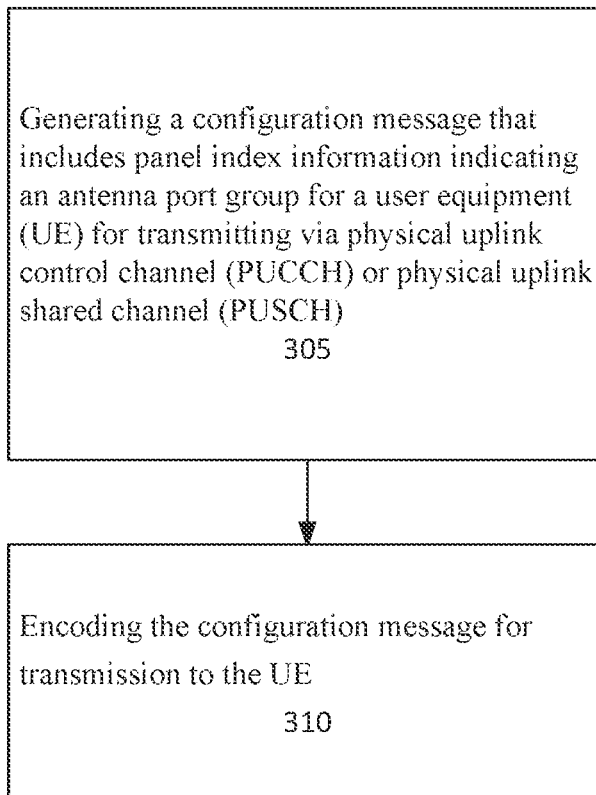 Generating a configuration message that
includes panel index information indicating
an antenna port group for a user equipment
(UE) for transmitting via physical uplink
control channel (PUCCH) or physical uplink
shared channel (PUSCH)
305
Encoding the configuration message for
transmission to the UE
310